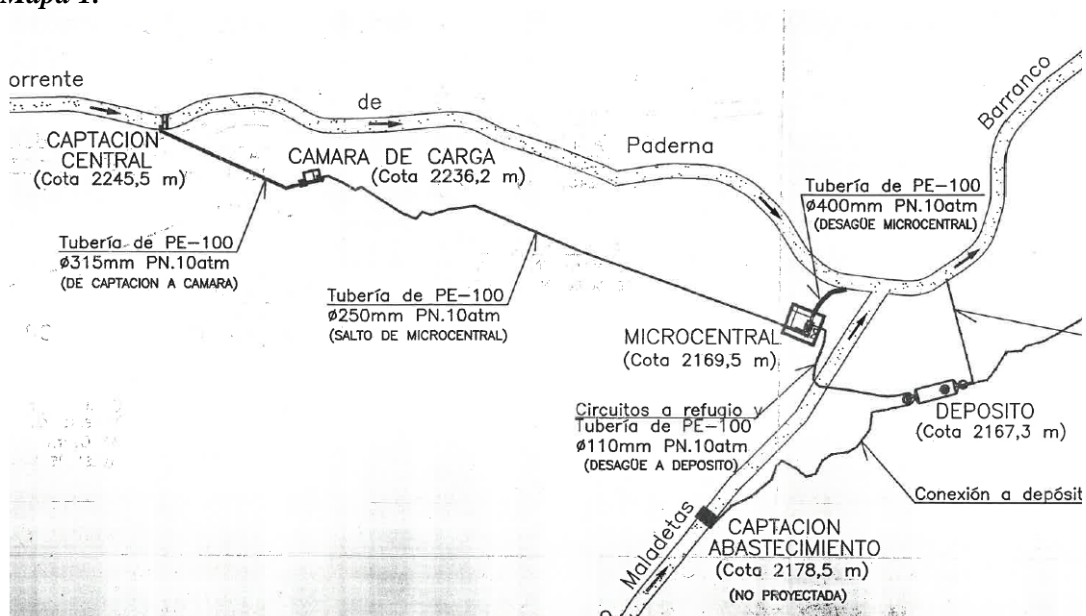 Mapa 1.
orrente
de
Paderna
Barranco
CAPTACION
CENTRAL
(Cota 2245,5 m)
CAMARA DE CARGA
(Cota 2236,2 m)
Tubería de PE-100
ø400mm PN.10atm
(DESAGÜE MICROCENTRAL)
Tubería de PE-100
ø315mm PN.10atm
(DE CAPTACION A CAMARA)
Tubería de PE-100
ø250mm PN.10atm
(SALTO DE MICROCENTRAL)
MICROCENTRAL
(Cota 2169,5 m)
Circuitos a refugio y
Tubería de PE-100
ø110mm PN.10atm
(DESAGÜE A DEPOSITO)
DEPOSITO
(Cota 2167,3 m)
Conexión a depósit
Maladetas
CAPTACION
ABASTECIMIENTO
(Cota 2178,5 m)
(NO PROYECTADA)